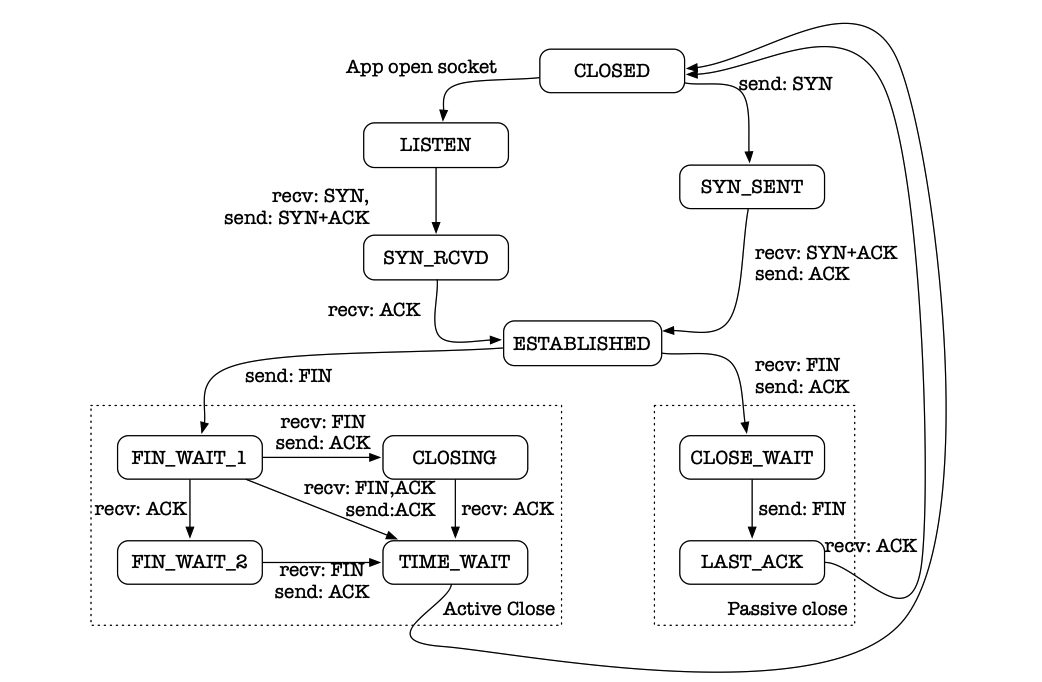 App open socket
CLOSED
send: SYN
LISTEN
SYN_SENT
recv: SYN,
send: SYN+ACK
SYN_RCVD
recv: SYN+ACK
send: ACK
recv: ACK
ESTABLISHED
send: FIN
recv: FIN
send: ACK
recv: FIN
send: ACK
FIN_WAIT_1
CLOSING
CLOSE_WAIT
recv: FIN,ACK
send:ACK
recv: ACK
recv: ACK
send: FIN
FIN_WAIT_2
TIME_WAIT
LAST_ACK
recv: ACK
recv: FIN
send: ACK
Active Close
Passive close